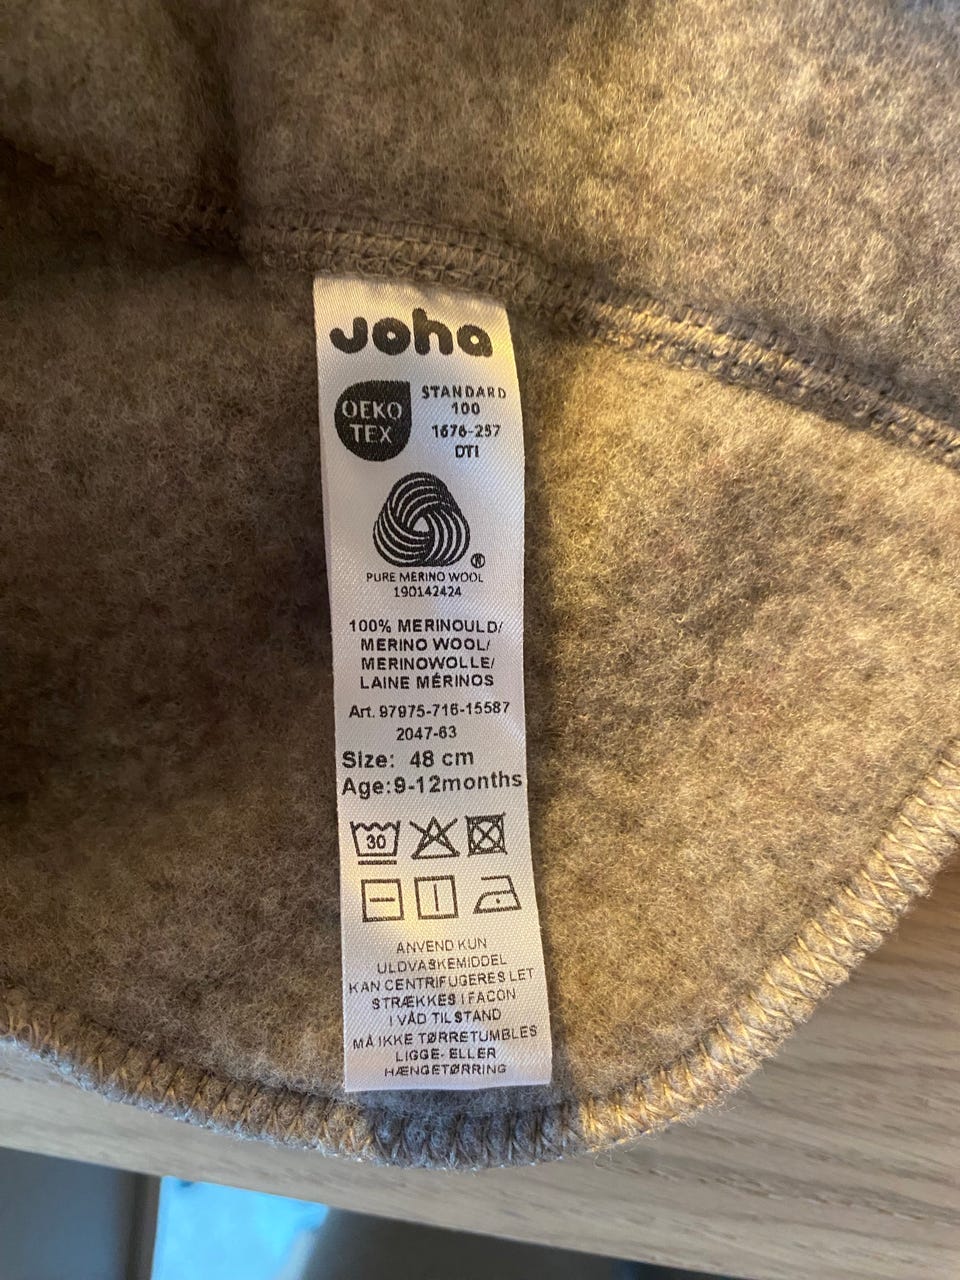 Joha
OEKO
TEX
STANDARD
100
1676-257
DTI
®
PURE MERINO WOOL
190142424
100% MERINOULD/
MERINO WOOL/
MERINOWOLLE/
LAINE MÉRINOS
Art. 97975-716-15587
2047-63
Size: 48 cm
Age:9-12months
30
ANVEND KUN
ULDVASKEMIDDEL
KAN CENTRIFUGERES LET
STRÆKKES I FACON
I VÅD TILSTAND
MÅ IKKE TØRRETUMBLES
LIGGE- ELLER
HÆNGETØRRING